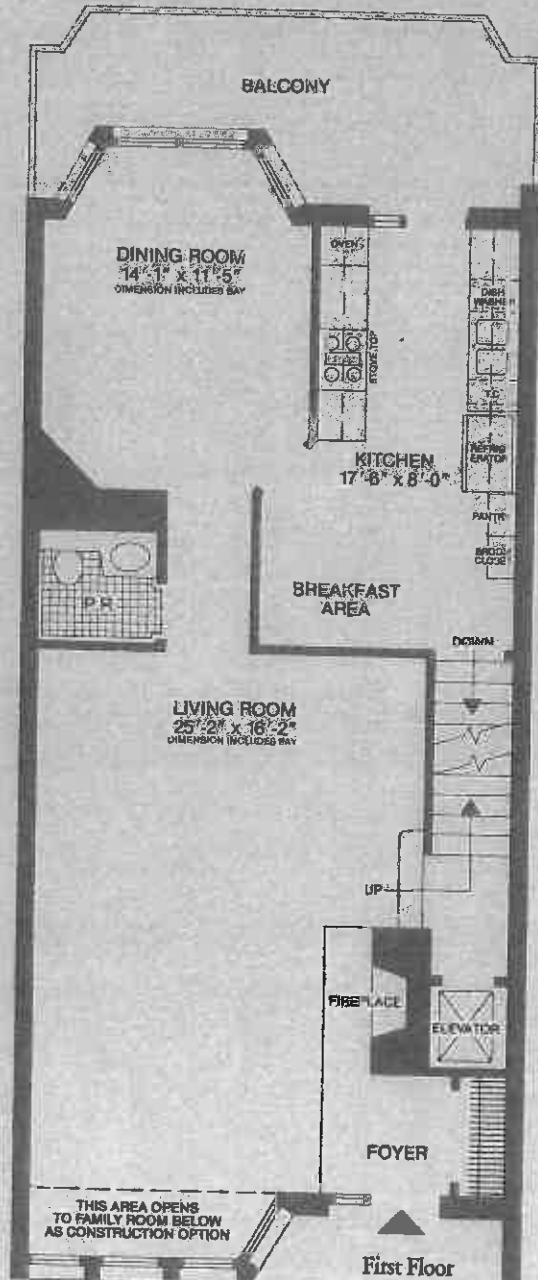 BALCONY
DINING ROOM
14'-1" x 11'-5"
DIMENSION INCLUDES BAY
OVENS
STOVE TOP
DISH
WASHER
T.C
REFRIG
ERATOR
KITCHEN
17'-6" x 8'-0"
PANTRY
BROOM
CLOSET
BREAKFAST
AREA
P.R.
DOWN
LIVING ROOM
25'-2" x 16'-2"
DIMENSION INCLUDES BAY
UP
FIREPLACE
ELEVATOR
FOYER
THIS AREA OPENS
TO FAMILY ROOM BELOW
AS CONSTRUCTION OPTION
First Floor